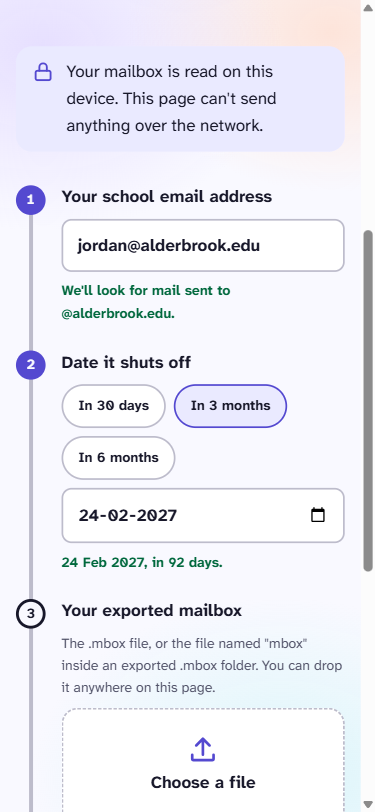 Your mailbox is read on this
device. This page can't send
anything over the network.
1
Your school email address
jordan@alderbrook.edu
We'll look for mail sent to
@alderbrook.edu.
2
Date it shuts off
In 30 days
In 3 months
In 6 months
24-02-2027
24 Feb 2027, in 92 days.
3
Your exported mailbox
The .mbox file, or the file named "mbox"
inside an exported .mbox folder. You can drop
it anywhere on this page.
Choose a file